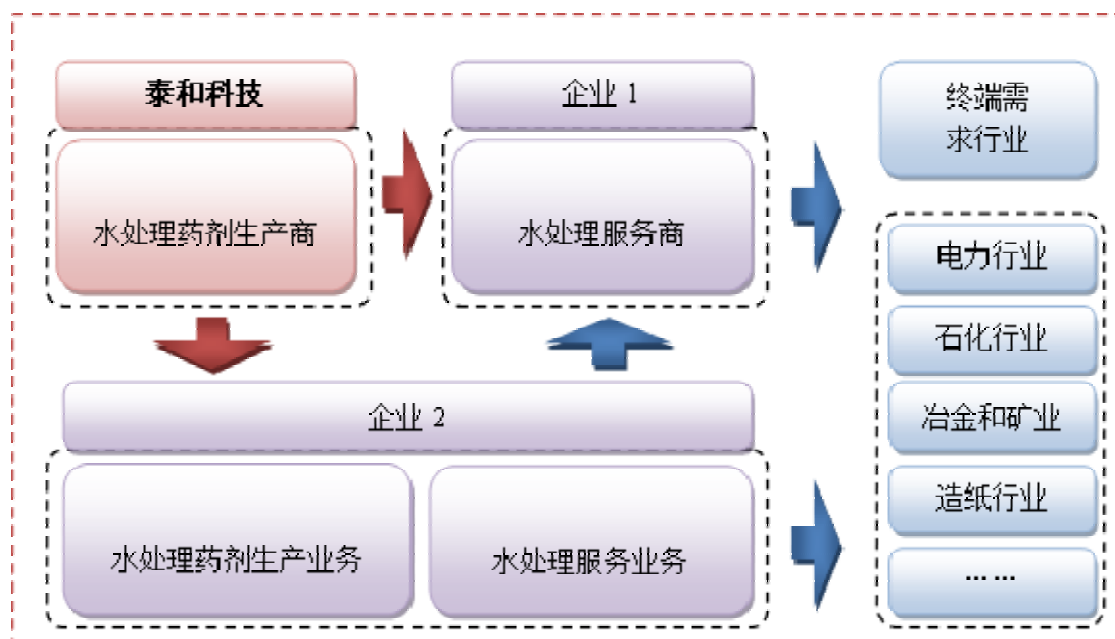 泰和科技
水处理药剂生产商
企业 1
水处理服务商
终端需
求行业
电力行业
石化行业
冶金和矿业
造纸行业
... ...
企业 2
水处理药剂生产业务
水处理服务业务